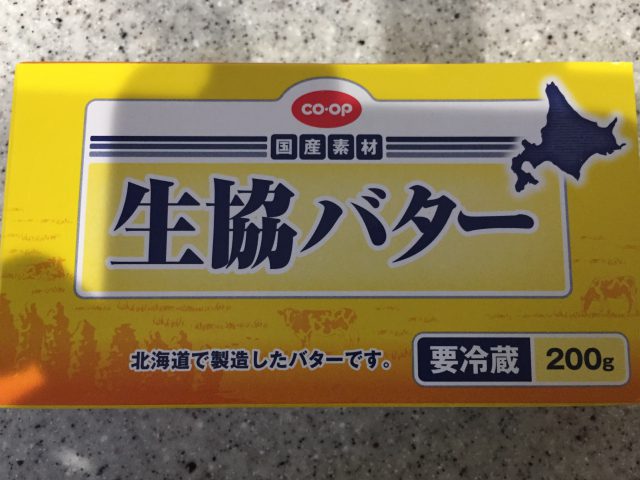 CO·OP
国産素材
生協バター
北海道で製造したバターです。
要冷蔵 200g